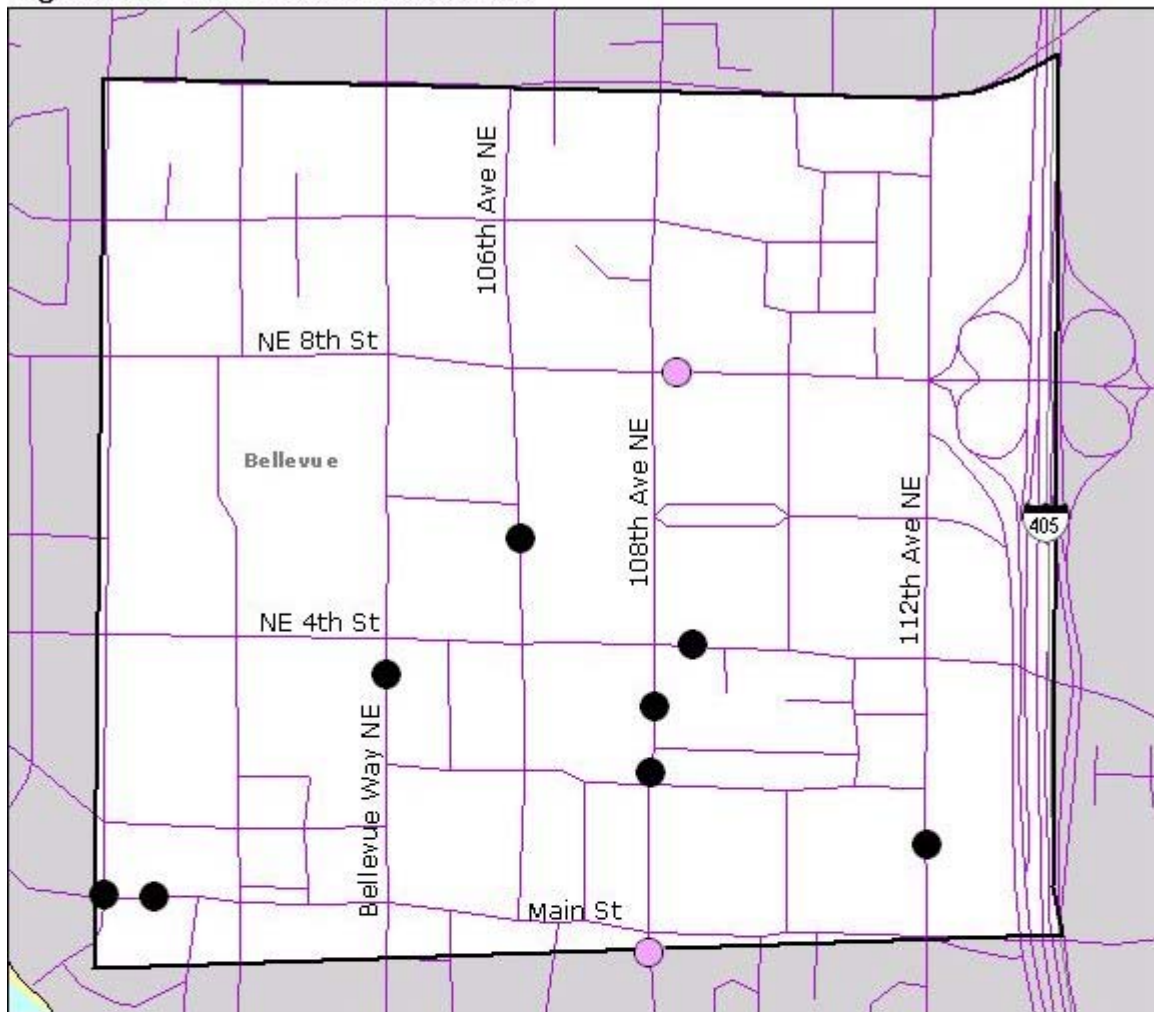 106th Ave NE
NE 8th St
Bellevue
108th Ave NE
112th Ave NE
405
NE 4th St
Bellevue Way NE
Main St